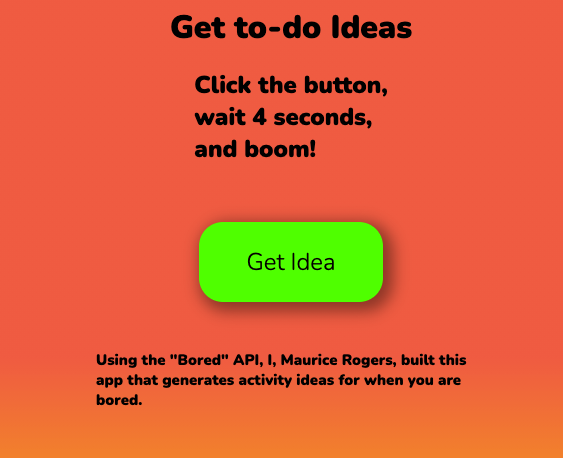 Get to-do Ideas
Click the button,
wait 4 seconds,
and boom!
Get Idea
Using the "Bored" API, I, Maurice Rogers, built this
app that generates activity ideas for when you are
bored.